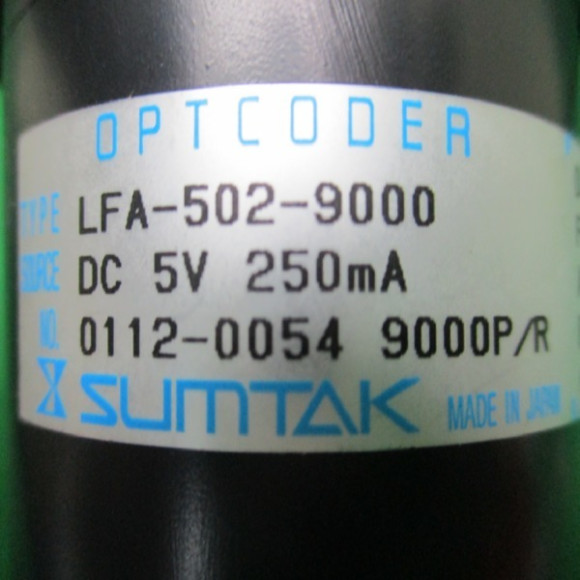 OPTCODER
TYPE LFA-502-9000
SOURCE DC 5V 250mA
NO. 0112-0054 9000P/R
SUMTAK MADE IN JAPAN